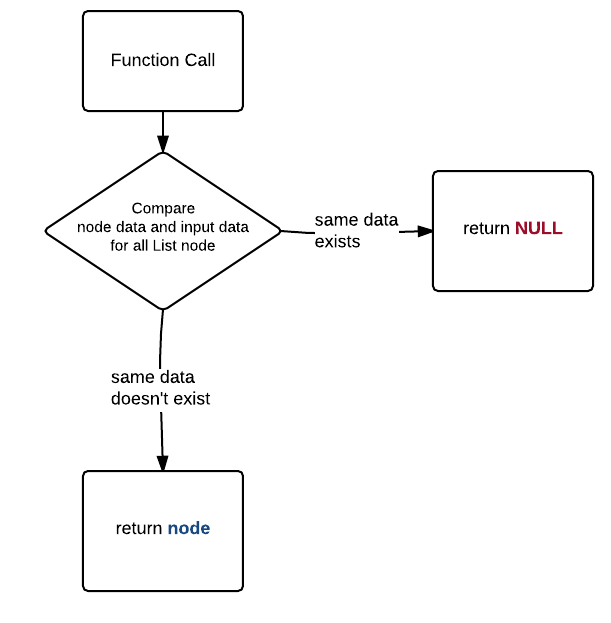 Function Call
Compare
node data and input data
for all List node
same data
exists
return NULL
same data
doesn't exist
return node